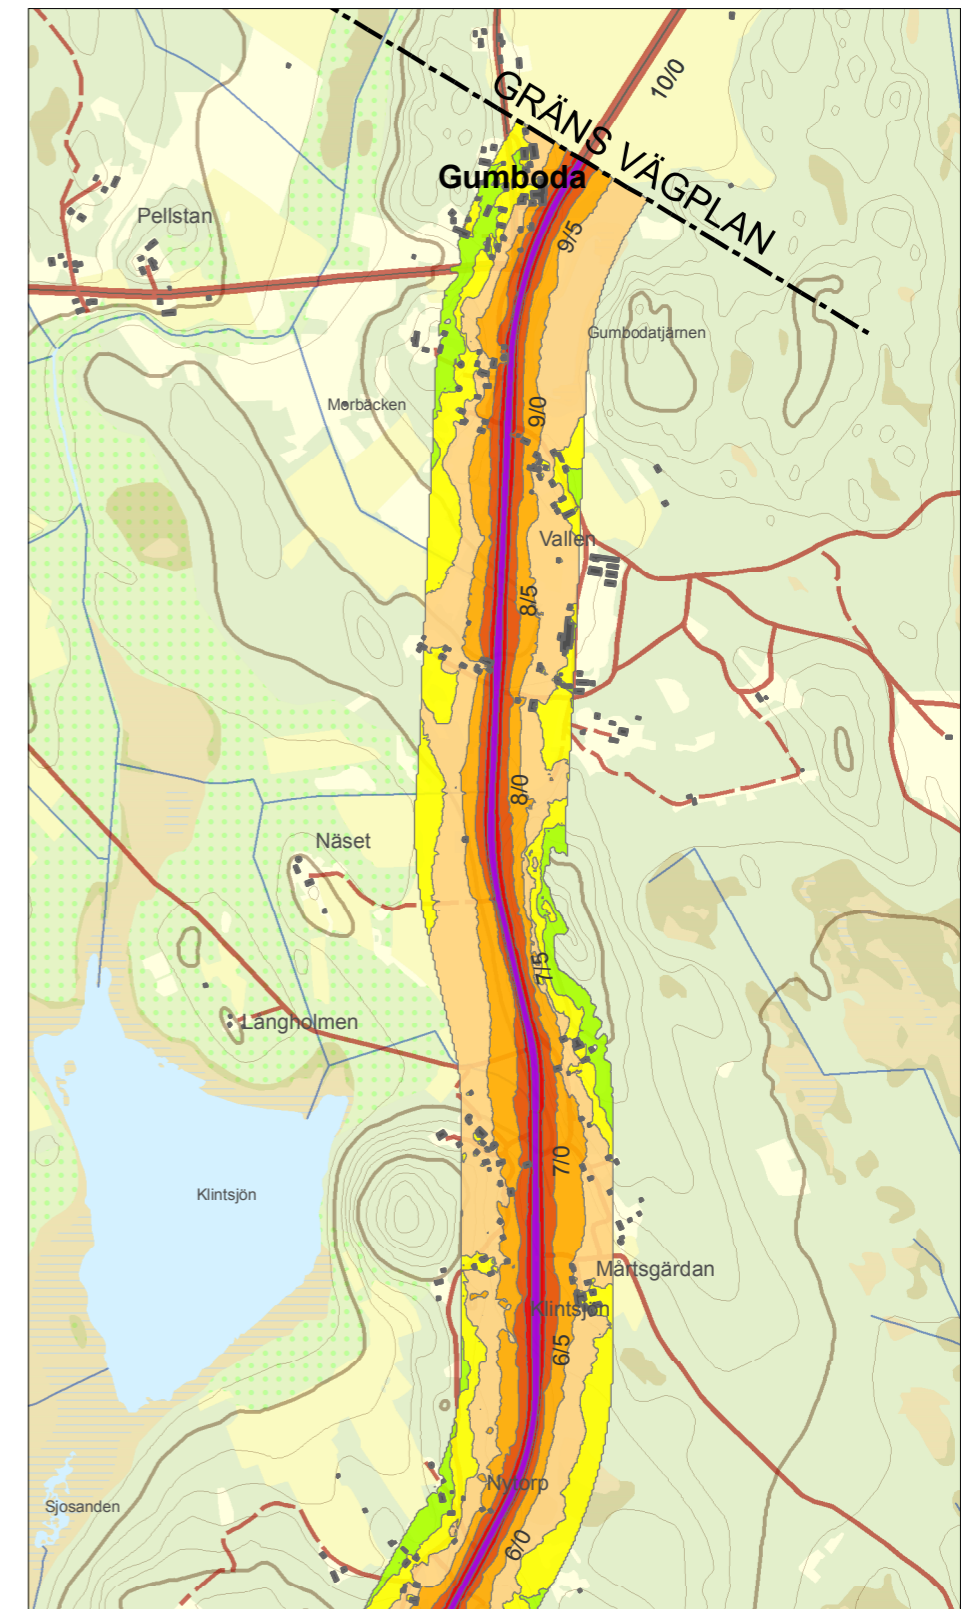 10/0
GRÄNS VÄGPLAN
Gumboda
Pellstan
9/5
Gumbodatjärnen
Morbäcken
9/0
Vallen
8/5
8/0
Näset
7/5
Långholmen
7/0
Klintsjön
Mårtsgärdan
Klintsjön
6/5
Nytorp
Sjosanden
6/0